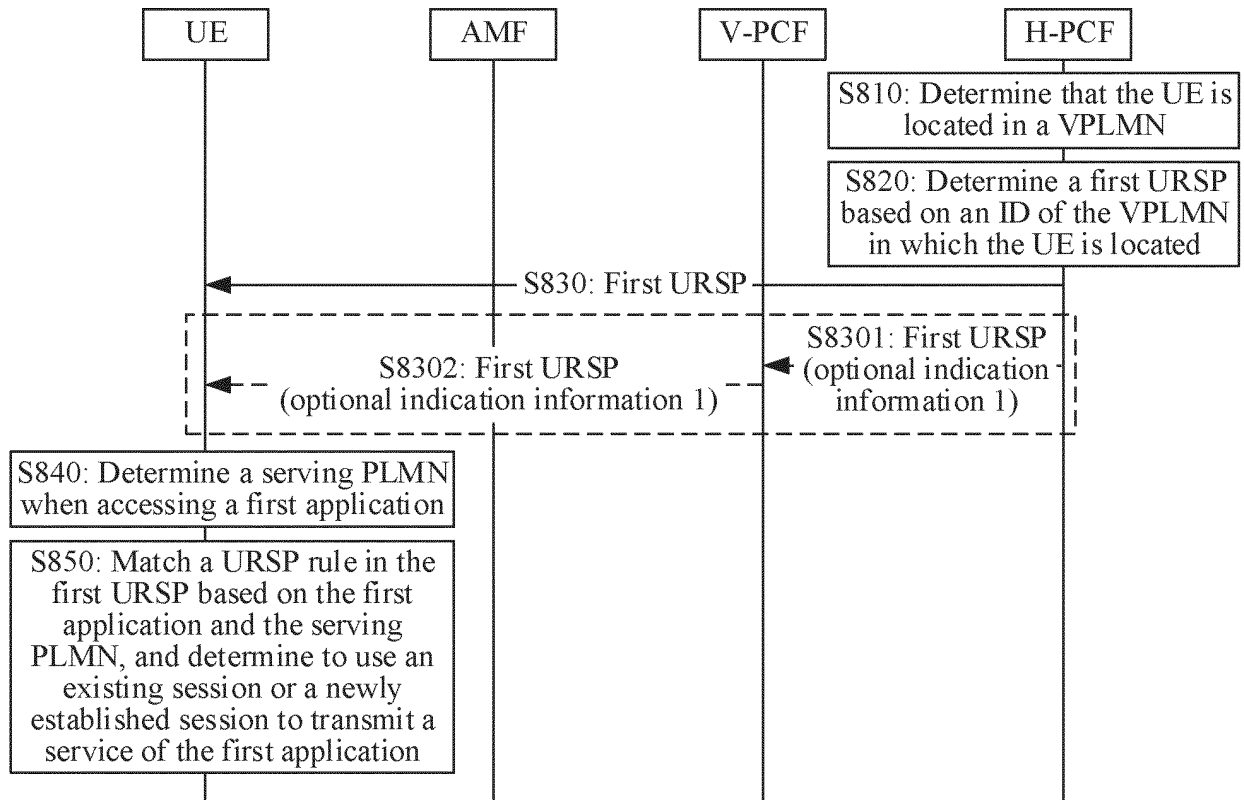 UE
AMF
V-PCF
H-PCF
S810: Determine that the UE is
located in a VPLMN
S820: Determine a first URSP
based on an ID of the VPLMN
in which the UE is located
S830: First URSP
S8301: First URSP
(optional indication
information 1)
S8302: First URSP
(optional indication information 1)
S840: Determine a serving PLMN
when accessing a first application
S850: Match a URSP rule in the
first URSP based on the first
application and the serving
PLMN, and determine to use an
existing session or a newly
established session to transmit a
service of the first application